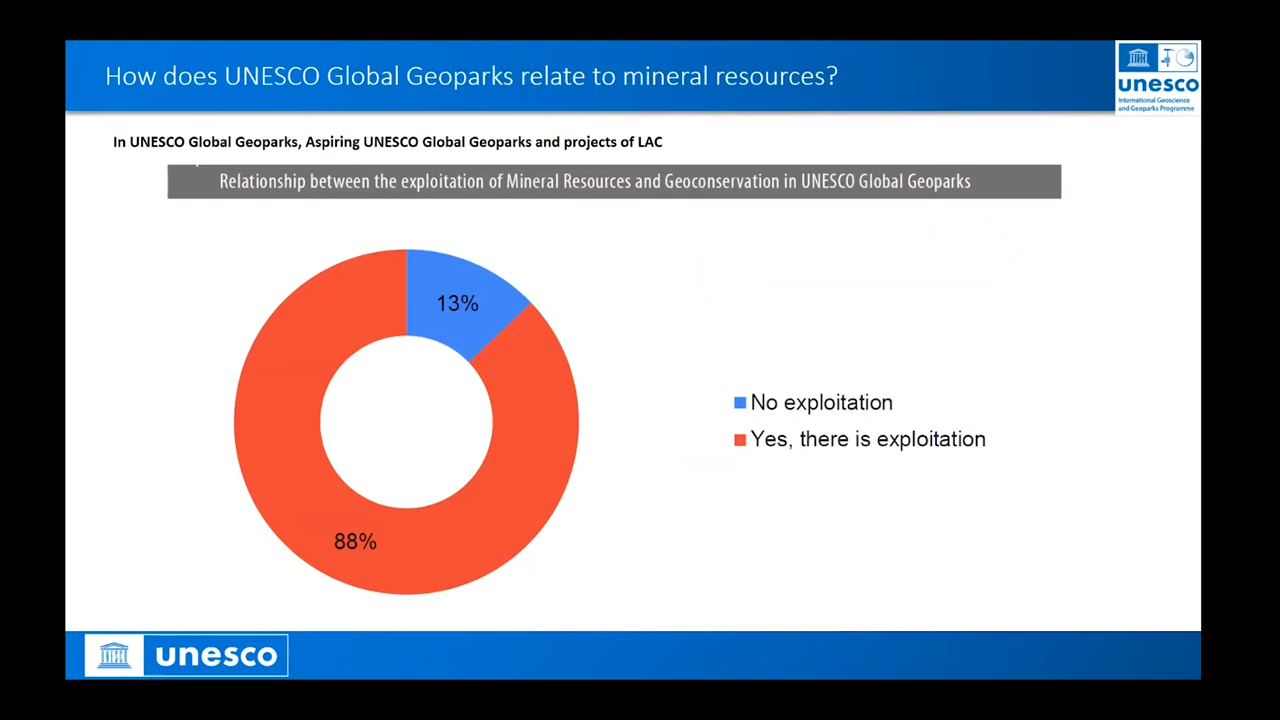 How does UNESCO Global Geoparks relate to mineral resources?
unesco
International Geoscience
and Geoparks Programme
In UNESCO Global Geoparks, Aspiring UNESCO Global Geoparks and projects of LAC
Relationship between the exploitation of Mineral Resources and Geoconservation in UNESCO Global Geoparks
13%
No exploitation
Yes, there is exploitation
88%
unesco